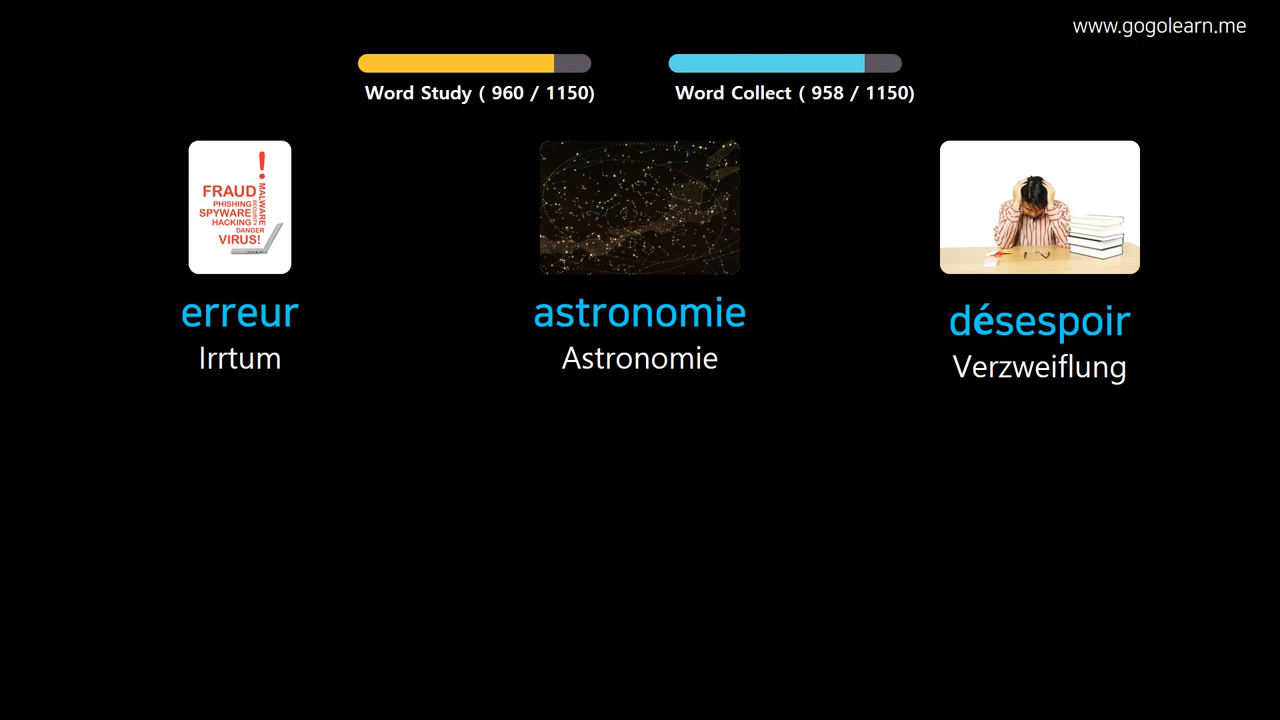 www.gogolearn.me
Word Study ( 960 / 1150)
Word Collect ( 958 / 1150)
!
FRAUD
PHISHING
SPYWARE
HACKING
DANGER
VIRUS!
MALWARE
SECURITY
erreur
Irrtum
astronomie
Astronomie
désespoir
Verzweiflung